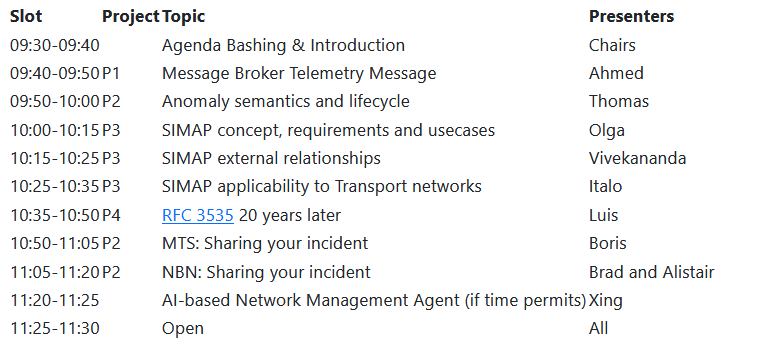 Slot Project Topic Presenters
09:30-09:40 Agenda Bashing & Introduction Chairs
09:40-09:50 P1 Message Broker Telemetry Message Ahmed
09:50-10:00 P2 Anomaly semantics and lifecycle Thomas
10:00-10:15 P3 SIMAP concept, requirements and usecases Olga
10:15-10:25 P3 SIMAP external relationships Vivekananda
10:25-10:35 P3 SIMAP applicability to Transport networks Italo
10:35-10:50 P4 RFC 3535 20 years later Luis
10:50-11:05 P2 MTS: Sharing your incident Boris
11:05-11:20 P2 NBN: Sharing your incident Brad and Alistair
11:20-11:25 AI-based Network Management Agent (if time permits) Xing
11:25-11:30 Open All